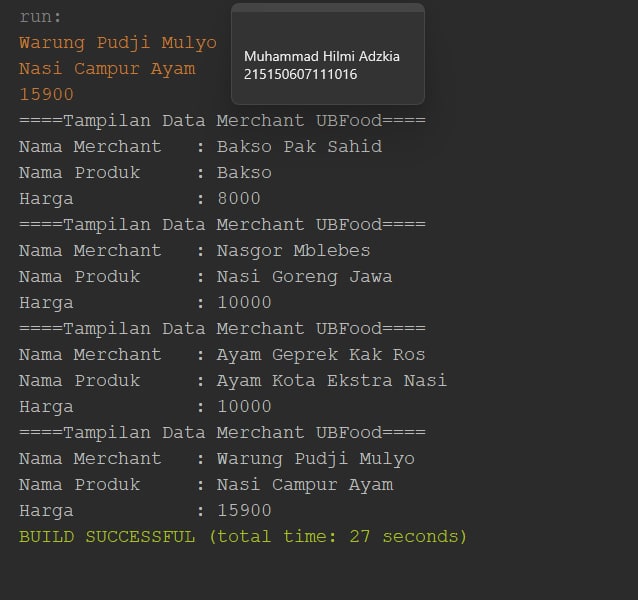 run:
Warung Pudji Mulyo
Nasi Campur Ayam
15900
Muhammad Hilmi Adzkia
215150607111016
====Tampilan Data Merchant UBFood====
Nama Merchant : Bakso Pak Sahid
Nama Produk : Bakso
Harga : 8000
====Tampilan Data Merchant UBFood====
Nama Merchant : Nasgor Mblebes
Nama Produk : Nasi Goreng Jawa
Harga : 10000
====Tampilan Data Merchant UBFood====
Nama Merchant : Ayam Geprek Kak Ros
Nama Produk : Ayam Kota Ekstra Nasi
Harga : 10000
====Tampilan Data Merchant UBFood====
Nama Merchant : Warung Pudji Mulyo
Nama Produk : Nasi Campur Ayam
Harga : 15900
BUILD SUCCESSFUL (total time: 27 seconds)